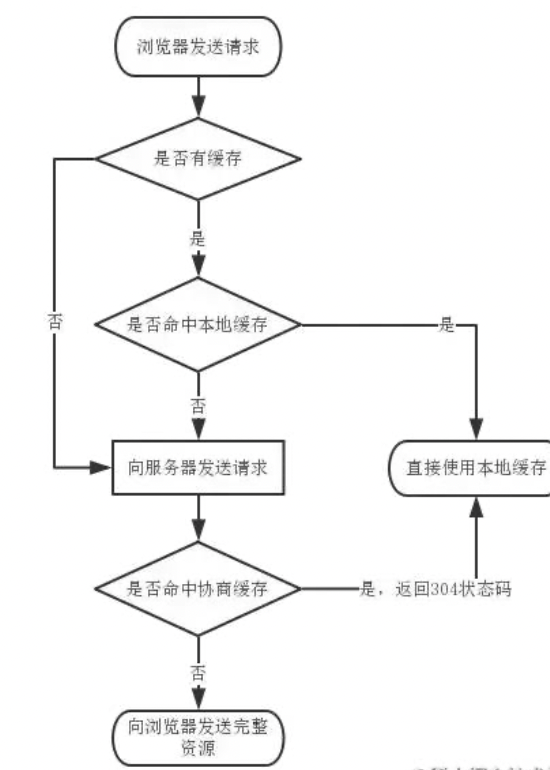 浏览器发送请求
是否有缓存
是
是否命中本地缓存
是
否
否
向服务器发送请求
直接使用本地缓存
是否命中协商缓存
是，返回304状态码
否
向浏览器发送完整
资源